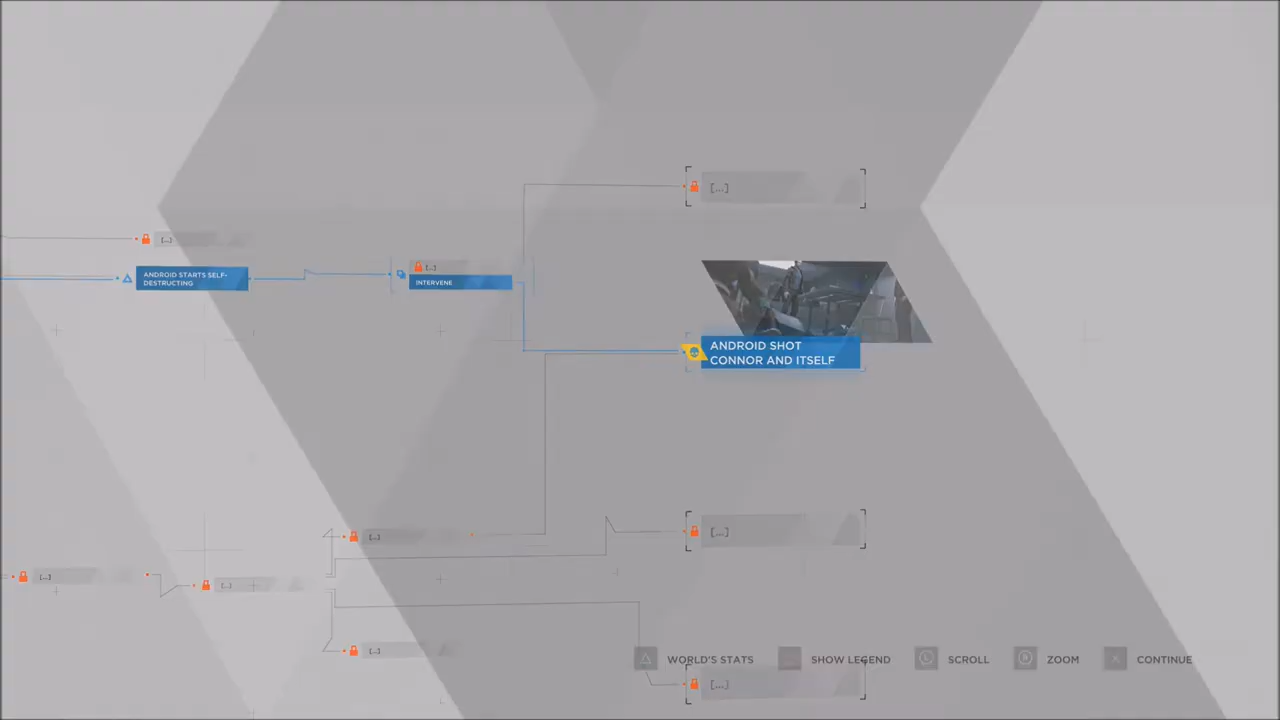 [...]
[...]
ANDROID STARTS SELF-
DESTRUCTING
[...]
INTERVENE
ANDROID SHOT
CONNOR AND ITSELF
[...]
[...]
[...]
[...]
[...]
WORLD'S STATS
SHOW LEGEND
SCROLL
ZOOM
CONTINUE
[...]